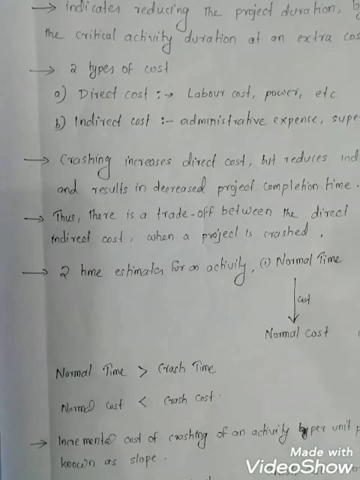 → indicates reducing the project duration, b
the critical activity duration at an extra cos
→ 2 types of cost
a) Direct cost :→ Labour cost, power, etc
b) Indirect cost :- administrative expense, supe
→ Crashing increases direct cost, but reduces ind
and results in decreased project completion time.
→ Thus, there is a trade-off between the direct
indirect cost, when a project is crashed.
→ 2 time estimates for an activity, (i) Normal Time
cost
Normal Cost
Normal Time > Crash Time
Normal cost < Crash Cost.
→ Incremental cost of crashing of an activity per unit p
known as slope.
Made with
VideoShow